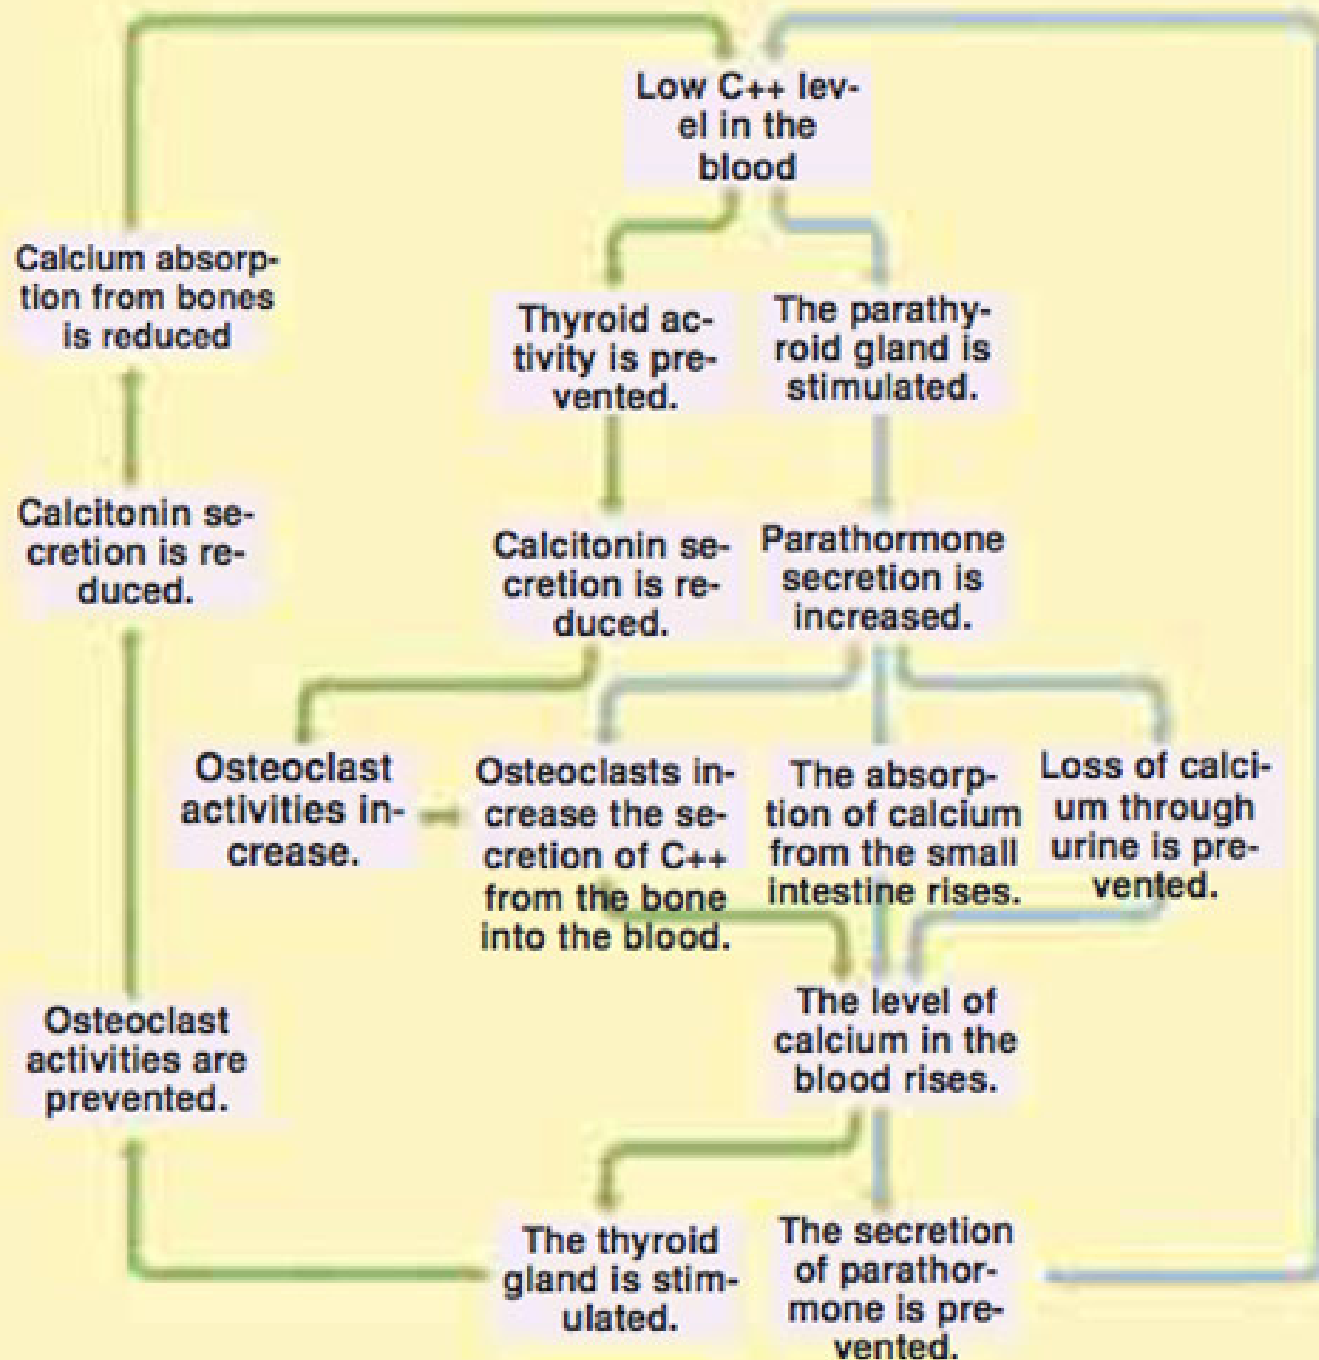 Low C++ lev-
el in the
blood
Calcium absorp-
tion from bones
is reduced
Thyroid ac-
tivity is pre-
vented.
The parathy-
roid gland is
stimulated.
Calcitonin se-
cretion is re-
duced.
Calcitonin se-
cretion is re-
duced.
Parathormone
secretion is
increased.
Osteoclast
activities in-
crease.
Osteoclasts in-
crease the se-
cretion of C++
from the bone
into the blood.
The absorp-
tion of calcium
from the small
intestine rises.
Loss of calci-
um through
urine is pre-
vented.
Osteoclast
activities are
prevented.
The level of
calcium in the
blood rises.
The thyroid
gland is stim-
ulated.
The secretion
of parathor-
mone is pre-
vented.